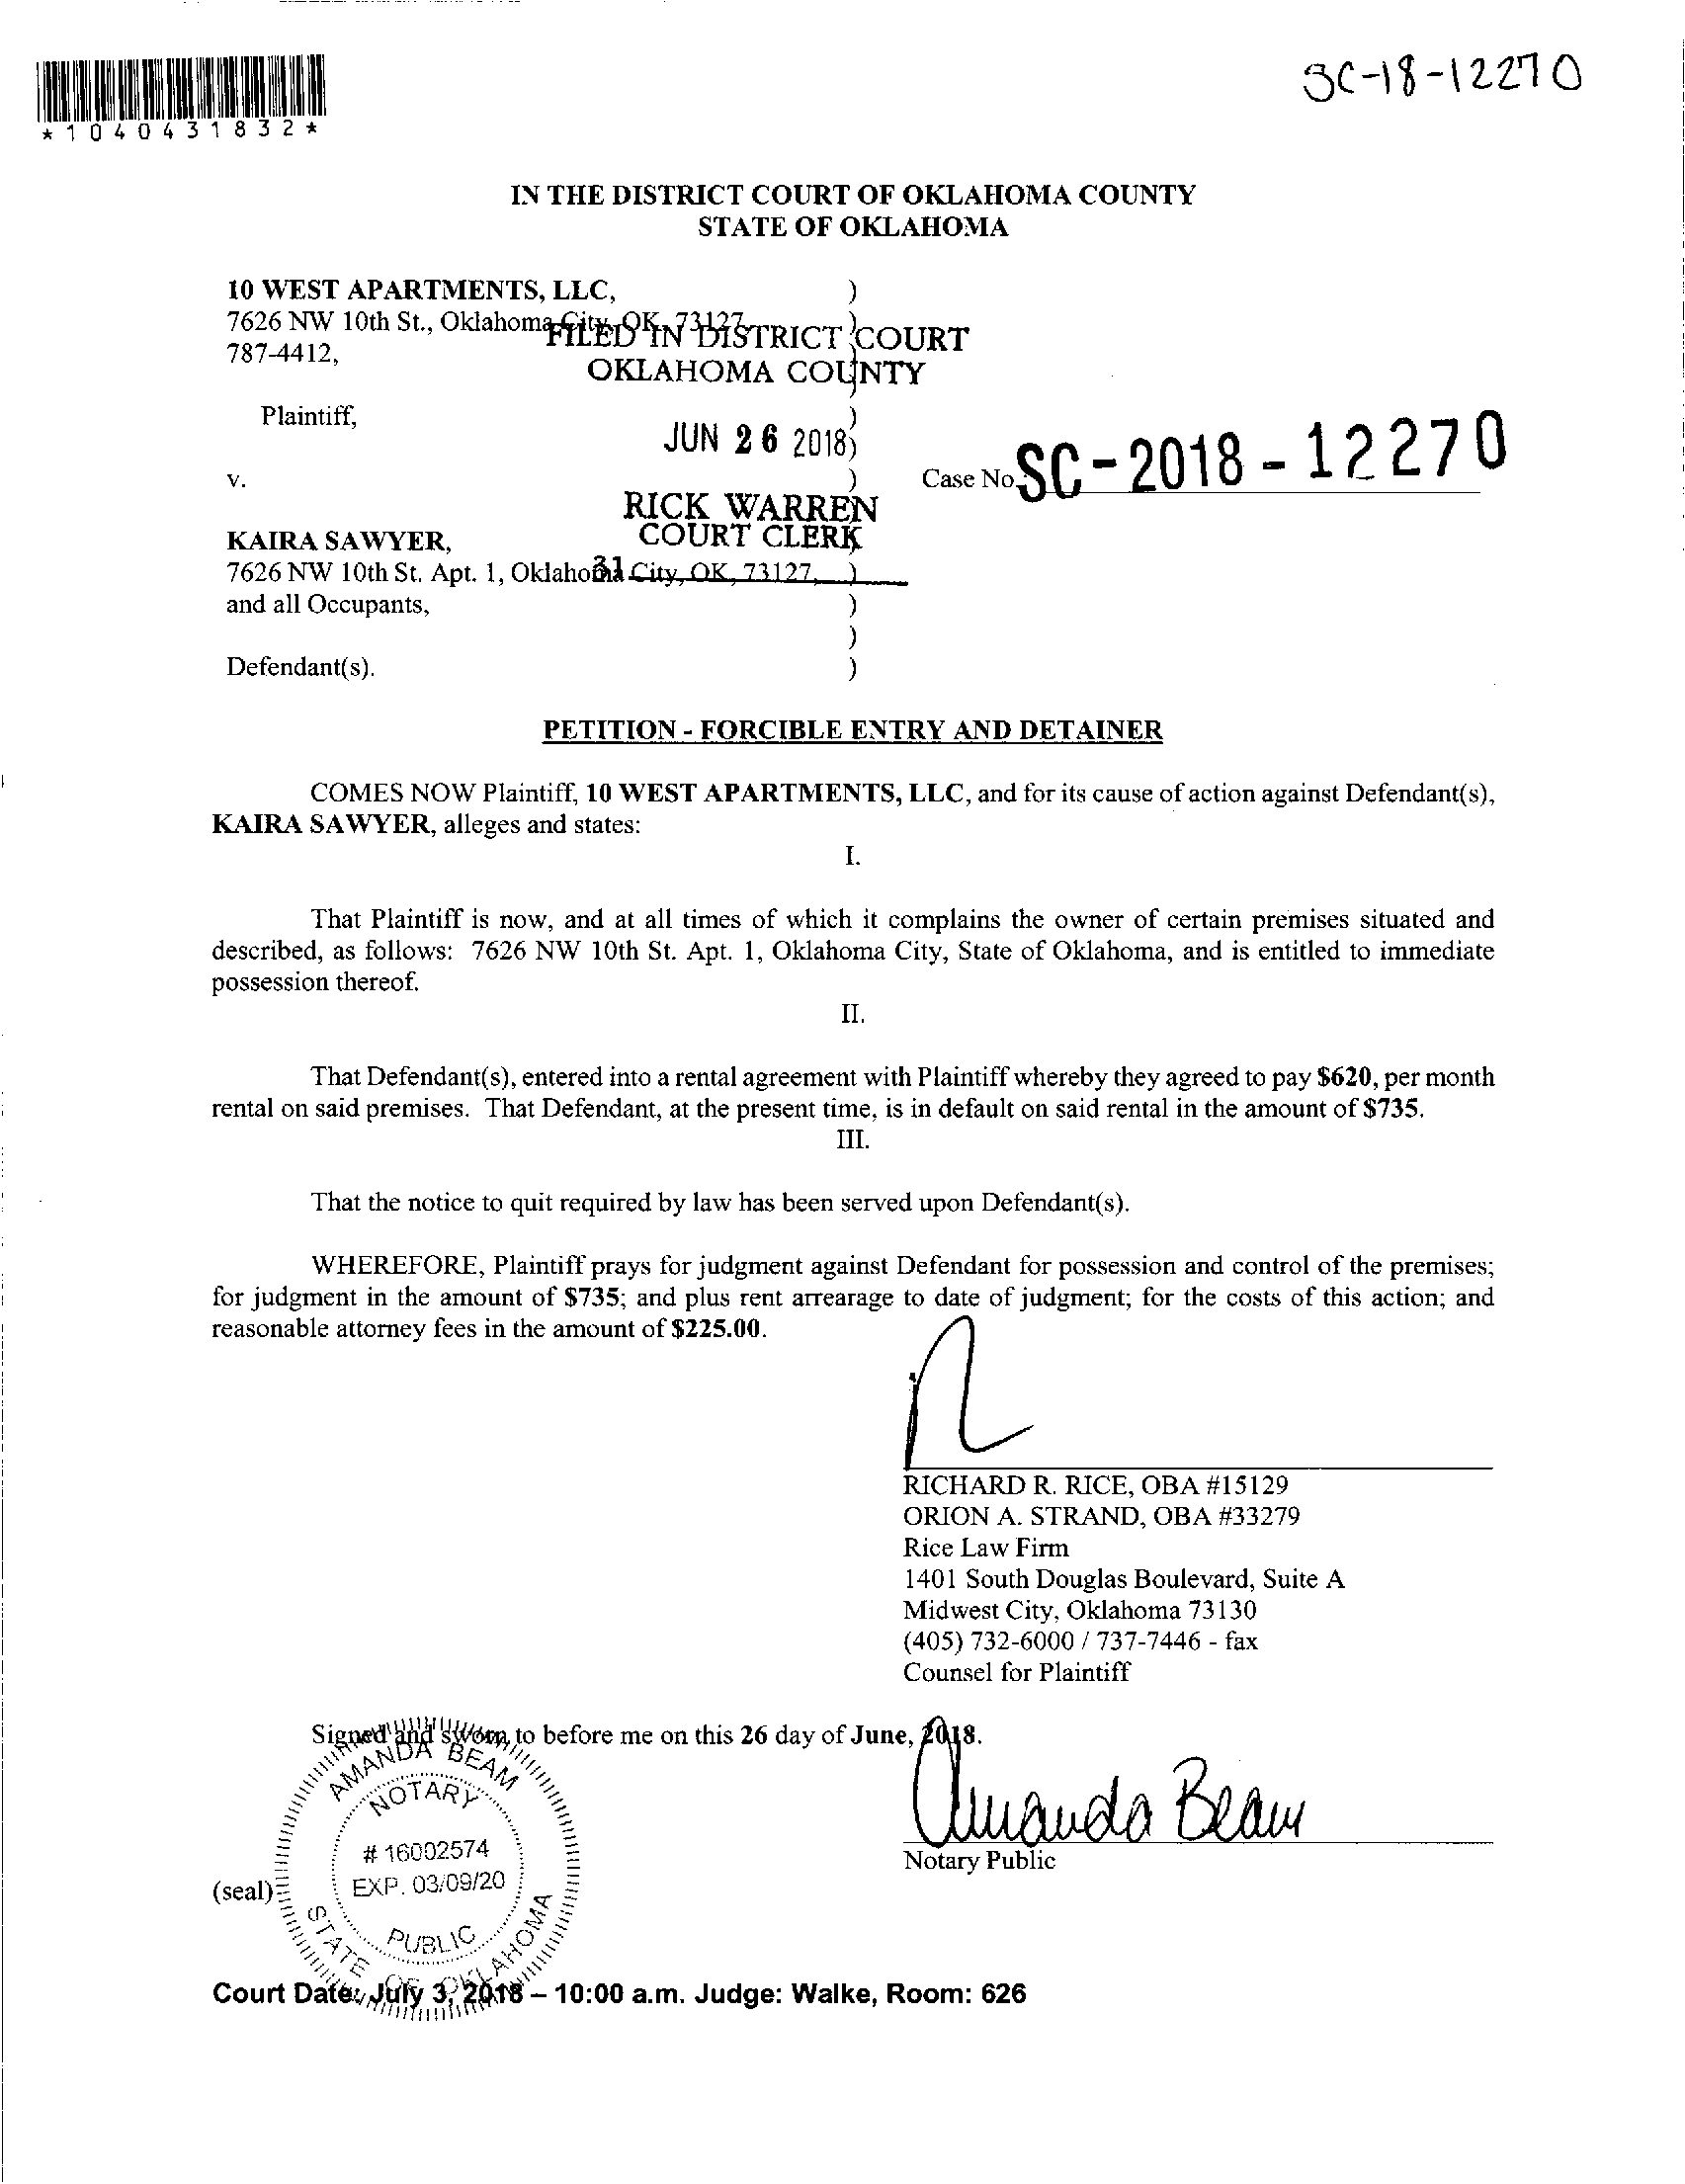 *1040431832*
SC-18-12270
IN THE DISTRICT COURT OF OKLAHOMA COUNTY
STATE OF OKLAHOMA
10 WEST APARTMENTS, LLC, )
7626 NW 10th St., Oklahoma City, OK, 73127 )
FILED IN DISTRICT COURT
787-4412,
OKLAHOMA COUNTY
Plaintiff, )
JUN 26 2018 )
v. )
Case No. SC-2018-12270
RICK WARREN
COURT CLERK
KAIRA SAWYER, )
31
7626 NW 10th St. Apt. 1, Oklahoma City, OK, 73127, )
and all Occupants, )
)
Defendant(s). )
PETITION - FORCIBLE ENTRY AND DETAINER
COMES NOW Plaintiff, 10 WEST APARTMENTS, LLC, and for its cause of action against Defendant(s),
KAIRA SAWYER, alleges and states:
I.
That Plaintiff is now, and at all times of which it complains the owner of certain premises situated and
described, as follows: 7626 NW 10th St. Apt. 1, Oklahoma City, State of Oklahoma, and is entitled to immediate
possession thereof.
II.
That Defendant(s), entered into a rental agreement with Plaintiff whereby they agreed to pay $620, per month
rental on said premises. That Defendant, at the present time, is in default on said rental in the amount of $735.
III.
That the notice to quit required by law has been served upon Defendant(s).
WHEREFORE, Plaintiff prays for judgment against Defendant for possession and control of the premises;
for judgment in the amount of $735; and plus rent arrearage to date of judgment; for the costs of this action; and
reasonable attorney fees in the amount of $225.00.
RICHARD R. RICE, OBA #15129
ORION A. STRAND, OBA #33279
Rice Law Firm
1401 South Douglas Boulevard, Suite A
Midwest City, Oklahoma 73130
(405) 732-6000 / 737-7446 - fax
Counsel for Plaintiff
Signed and sworn to before me on this 26 day of June, 2018.
AMANDA BEAM
NOTARY
# 16002574
EXP. 03/09/20
PUBLIC
STATE OF OKLAHOMA
Amanda Beam
Notary Public
(seal)
Court Date: July 3, 2018 – 10:00 a.m. Judge: Walke, Room: 626